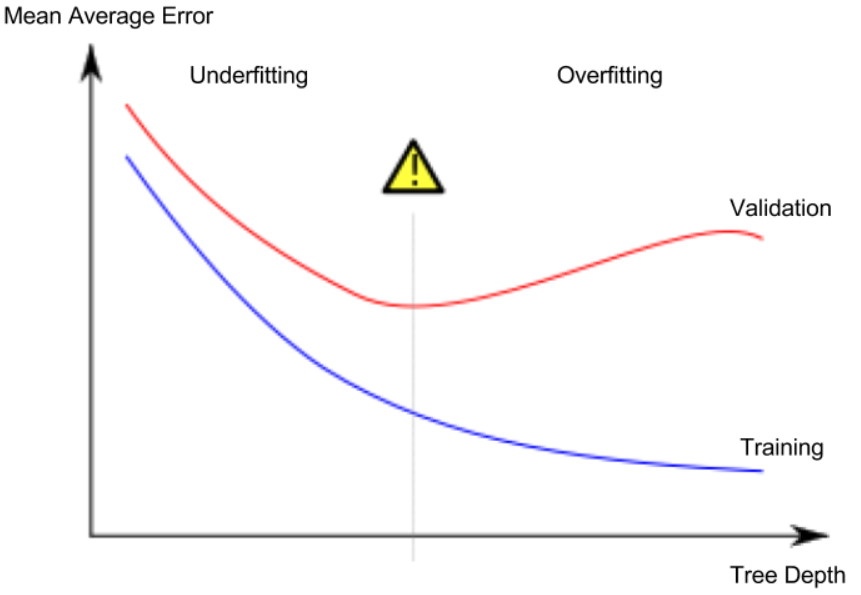 Mean Average Error
Underfitting
Overfitting
!
Validation
Training
Tree Depth